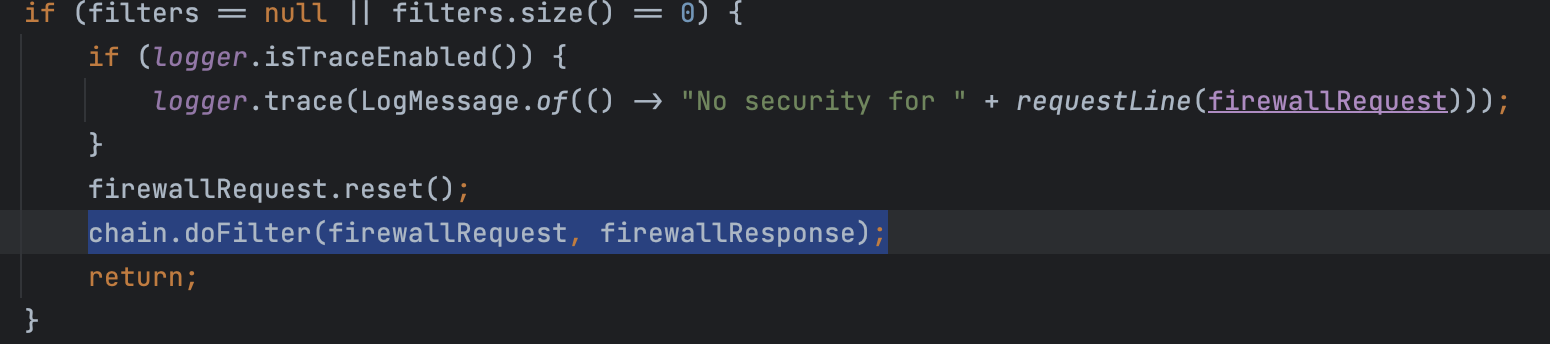 if (filters == null || filters.size() == 0) {
if (logger.isTraceEnabled()) {
logger.trace(LogMessage.of(() -> "No security for " + requestLine(firewallRequest)));
}
firewallRequest.reset();
chain.doFilter(firewallRequest, firewallResponse);
return;
}